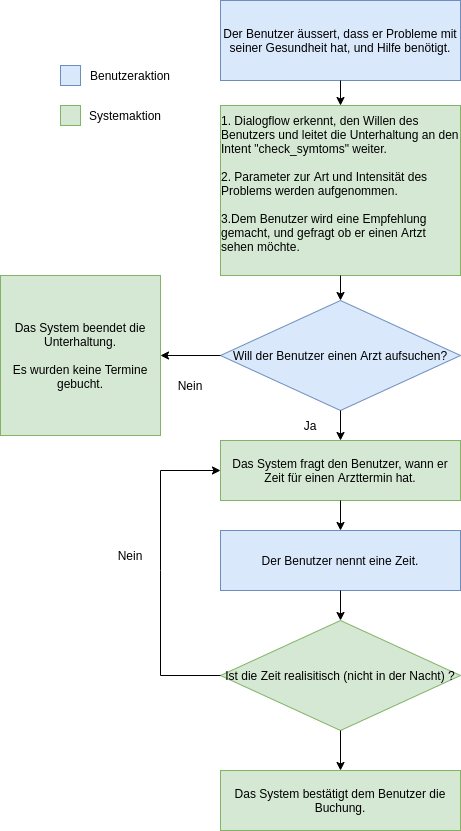 Der Benutzer äussert, dass er Probleme mit
seiner Gesundheit hat, und Hilfe benötigt.
Benutzeraktion
Systemaktion
1. Dialogflow erkennt, den Willen des
Benutzers und leitet die Unterhaltung an den
Intent "check_symtoms" weiter.
2. Parameter zur Art und Intensität des
Problems werden aufgenommen.
3.Dem Benutzer wird eine Empfehlung
gemacht, und gefragt ob er einen Artzt
sehen möchte.
Das System beendet die
Unterhaltung.
Es wurden keine Termine
gebucht.
Will der Benutzer einen Arzt aufsuchen?
Nein
Ja
Das System fragt den Benutzer, wann er
Zeit für einen Arzttermin hat.
Nein
Der Benutzer nennt eine Zeit.
Ist die Zeit realisitisch (nicht in der Nacht) ?
Das System bestätigt dem Benutzer die
Buchung.